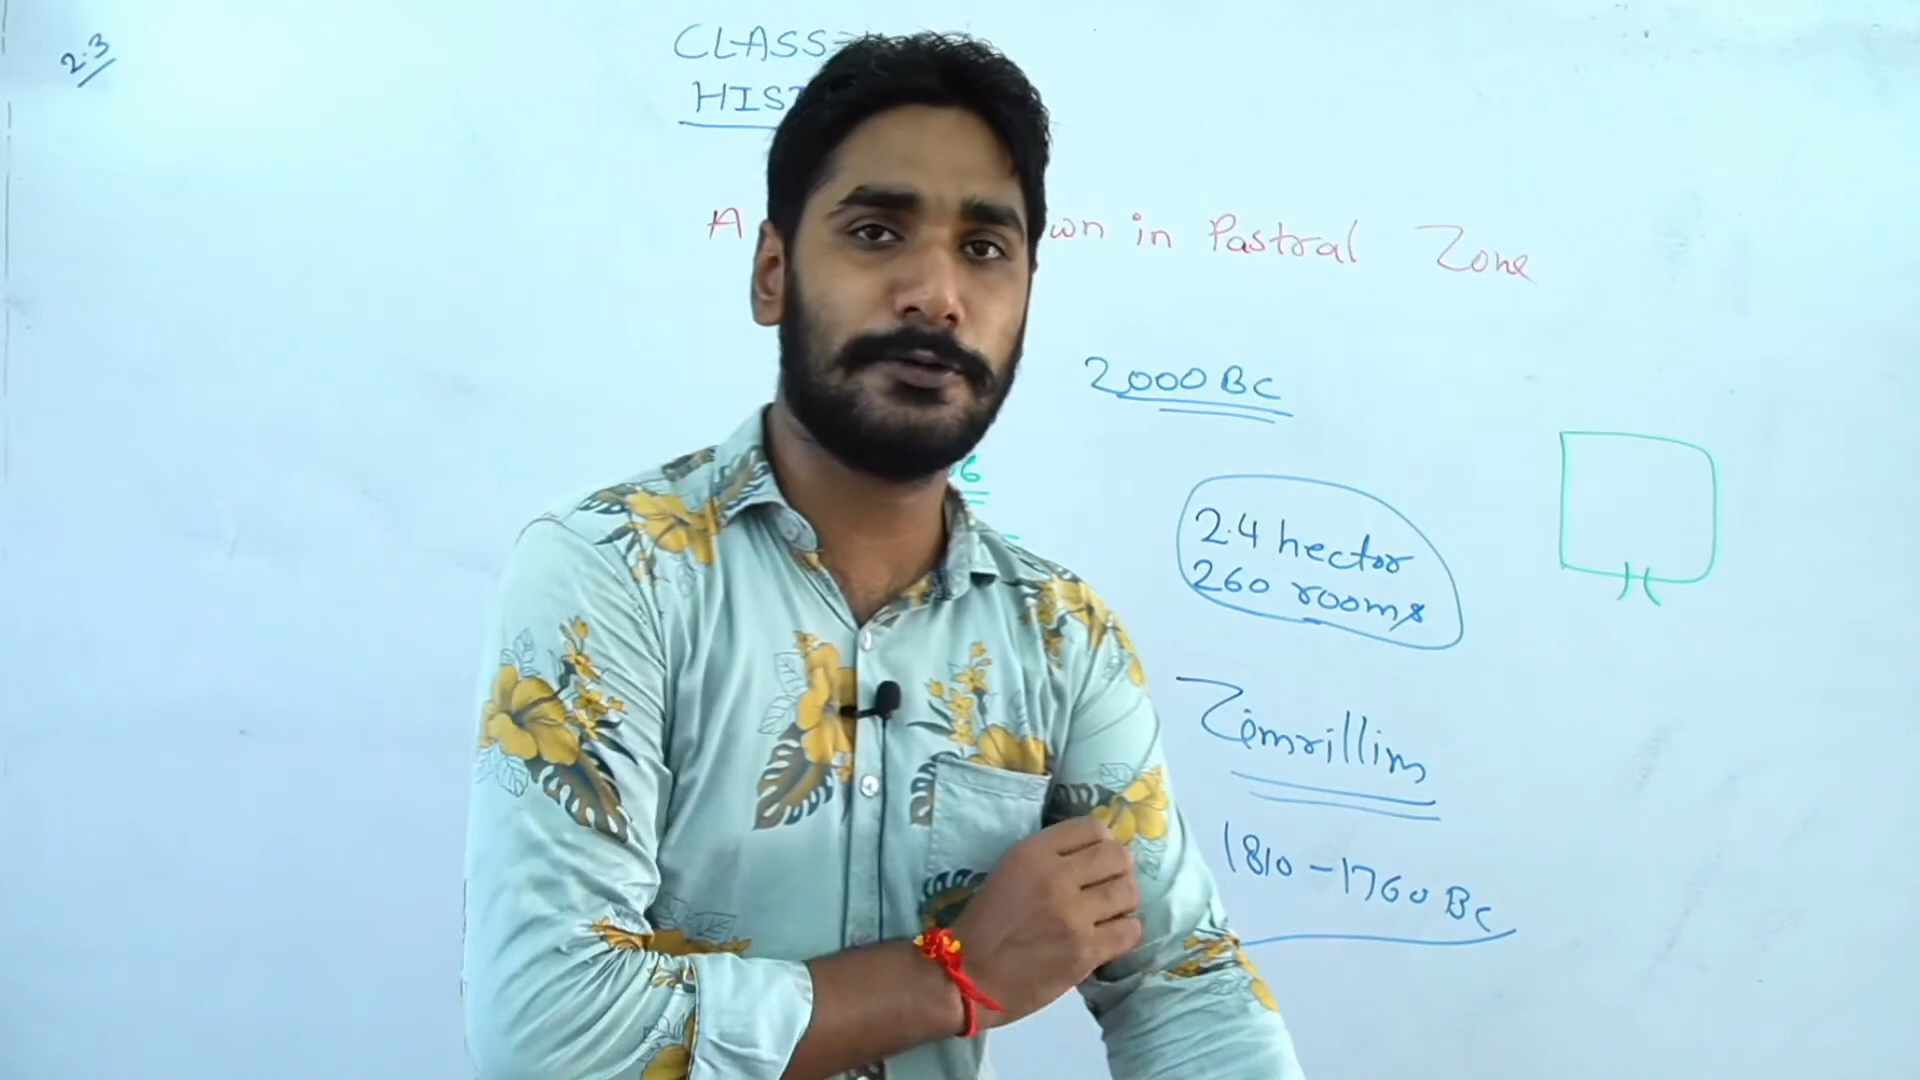 2.3
CLASS
HIS
A wn in Pastral Zone
2000 BC
6
2.4 hector
260 rooms
Zimrillim
1810-1760 BC